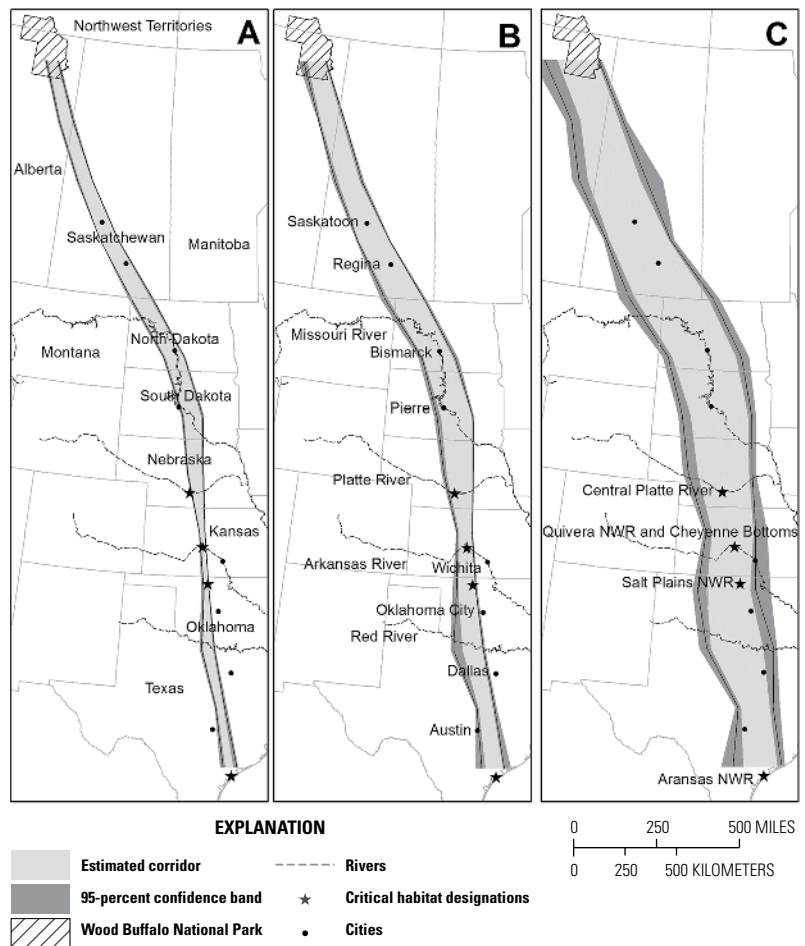 Northwest Territories
A
Alberta
Saskatchewan
Manitoba
North Dakota
Montana
South Dakota
Nebraska
Kansas
Oklahoma
Texas
B
Saskatoon
Regina
Missouri River
Bismarck
Pierre
Platte River
Arkansas River
Wichita
Oklahoma City
Red River
Dallas
Austin
C
Central Platte River
Quivera NWR and Cheyenne Bottoms
Salt Plains NWR
Aransas NWR
EXPLANATION
Estimated corridor
95-percent confidence band
Wood Buffalo National Park
Rivers
Critical habitat designations
Cities
0 250 500 MILES
0 250 500 KILOMETERS